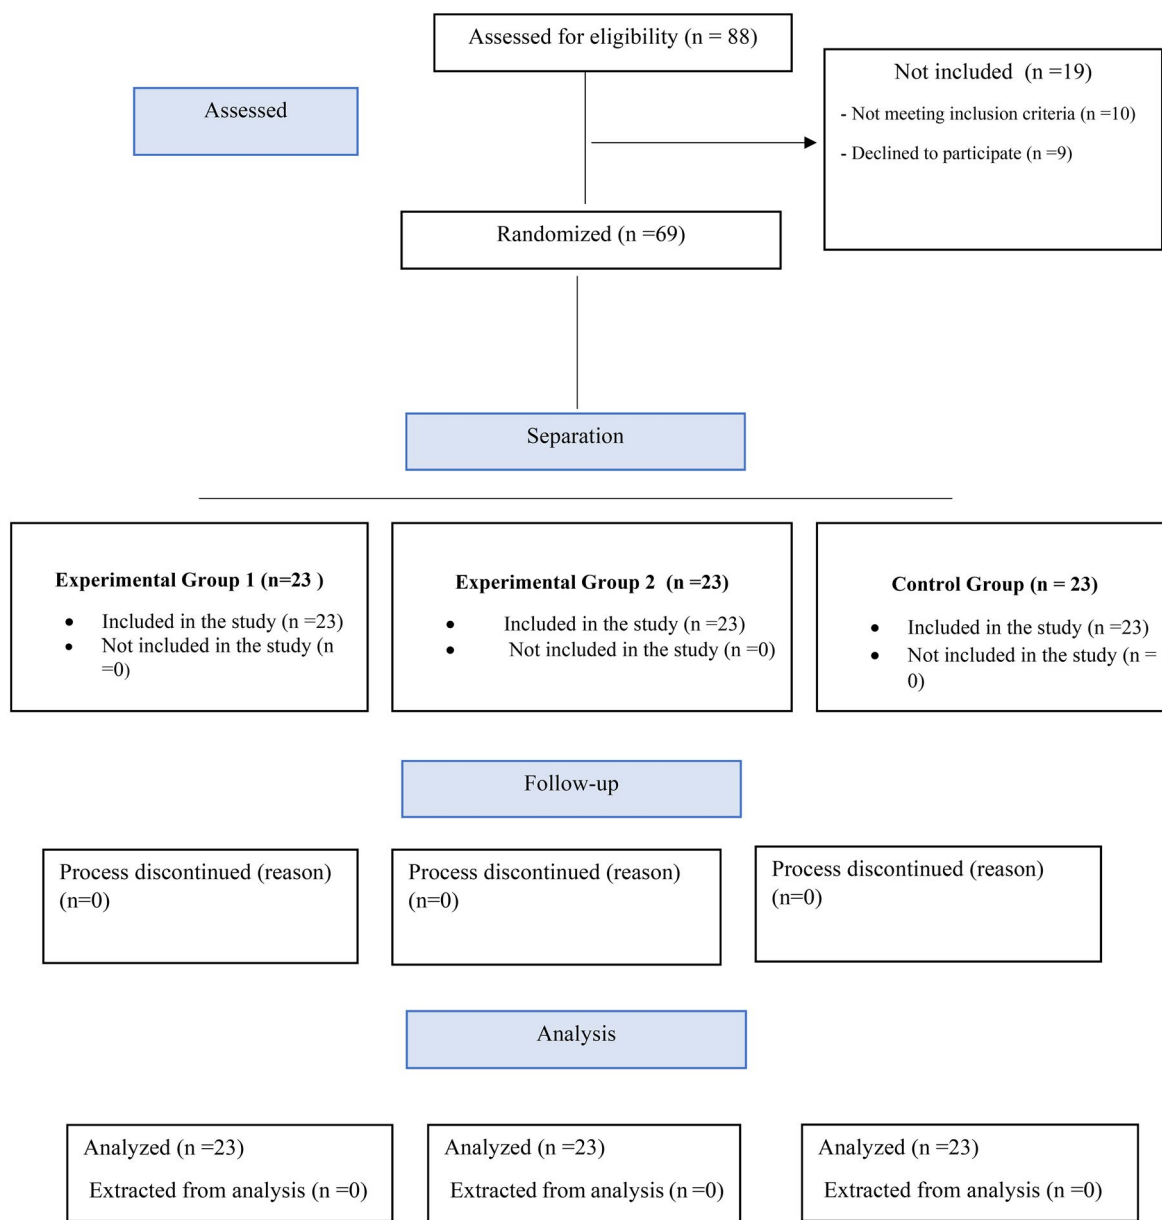 Assessed for eligibility (n = 88)
Not included (n =19)
- Not meeting inclusion criteria (n =10)
- Declined to participate (n =9)
Assessed
Randomized (n =69)
Separation
Experimental Group 1 (n=23 )
• Included in the study (n =23)
• Not included in the study (n
=0)
Experimental Group 2 (n =23)
• Included in the study (n =23)
• Not included in the study (n =0)
Control Group (n = 23)
• Included in the study (n =23)
• Not included in the study (n =
0)
Follow-up
Process discontinued (reason)
(n=0)
Process discontinued (reason)
(n=0)
Process discontinued (reason)
(n=0)
Analysis
Analyzed (n =23)
Extracted from analysis (n =0)
Analyzed (n =23)
Extracted from analysis (n =0)
Analyzed (n =23)
Extracted from analysis (n =0)